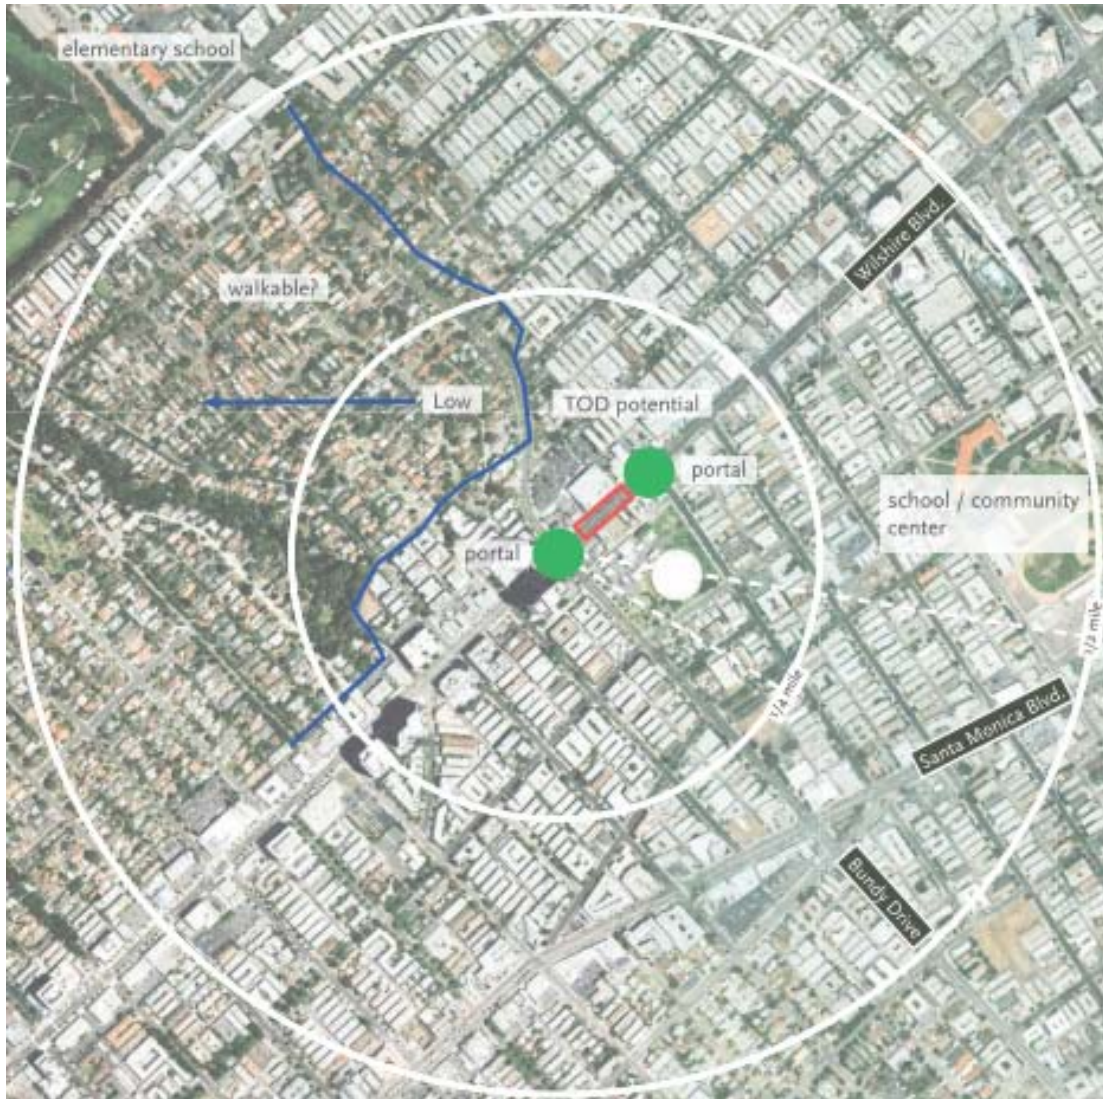 elementary school
Wilshire Blvd.
walkable?
Low
TOD potential
portal
school / community
center
portal
1/2 mile
1/4 mile
Santa Monica Blvd.
Bundy Drive